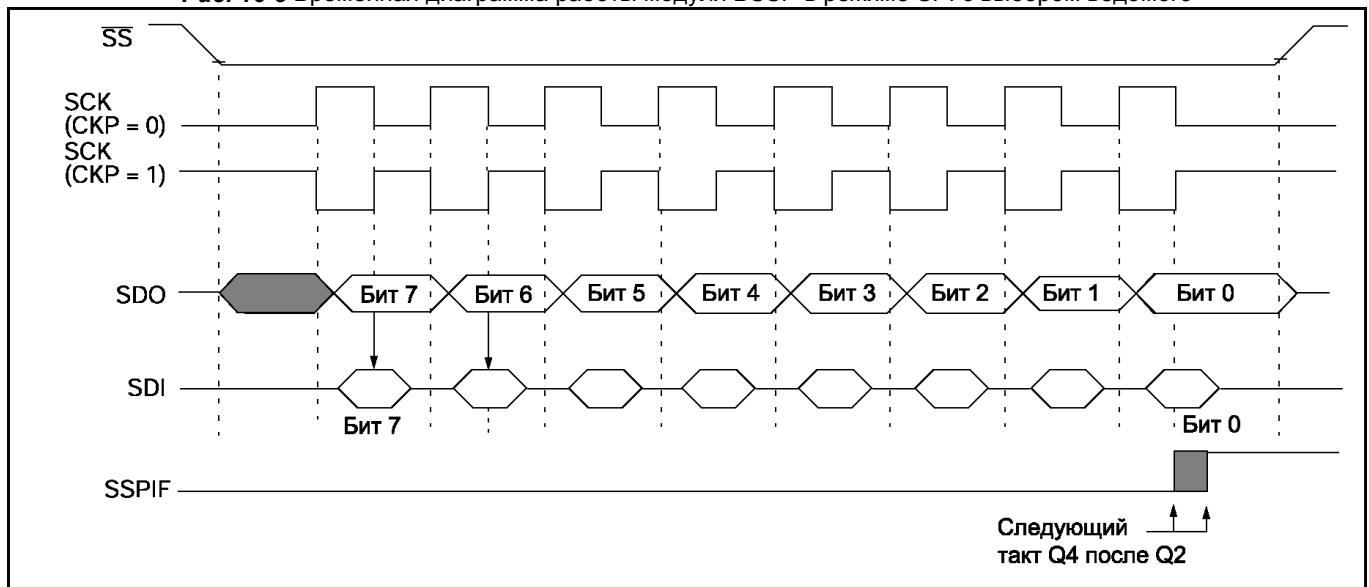 SS
SCK
(CKP = 0)
SCK
(CKP = 1)
SDO
Бит 7
Бит 6
Бит 5
Бит 4
Бит 3
Бит 2
Бит 1
Бит 0
SDI
Бит 7
Бит 0
SSPIF
Следующий
такт Q4 после Q2